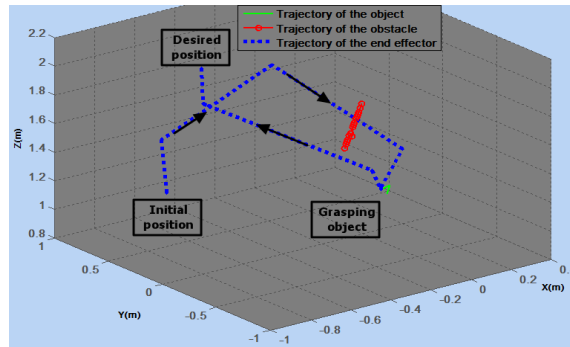 Trajectory of the object
Trajectory of the obstacle
Trajectory of the end effector
Desired
position
Initial
position
Grasping
object
Z(m)
2.2
2
1.8
1.6
1.4
1.2
1
0.8
Y(m)
1
0.5
0
-0.5
-1
X(m)
-1
-0.8
-0.6
-0.4
-0.2
0
0.2